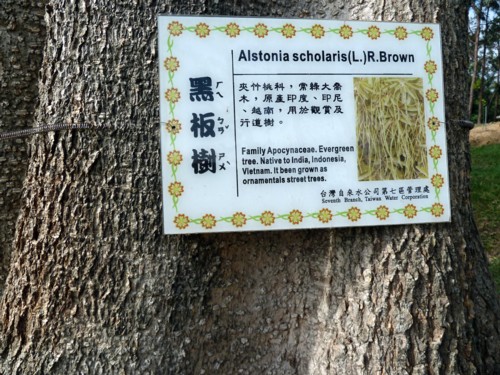 Alstonia scholaris(L.)R.Brown
黑板樹
夾竹桃科，常綠大喬
木，原產印度、印尼
、越南，用於觀賞及
行道樹。
Family Apocynaceae. Evergreen
tree. Native to India, Indonesia,
Vietnam. It been grown as
ornamentals street trees.
台灣自來水公司第七區管理處
Seventh Branch, Taiwan Water Corporation